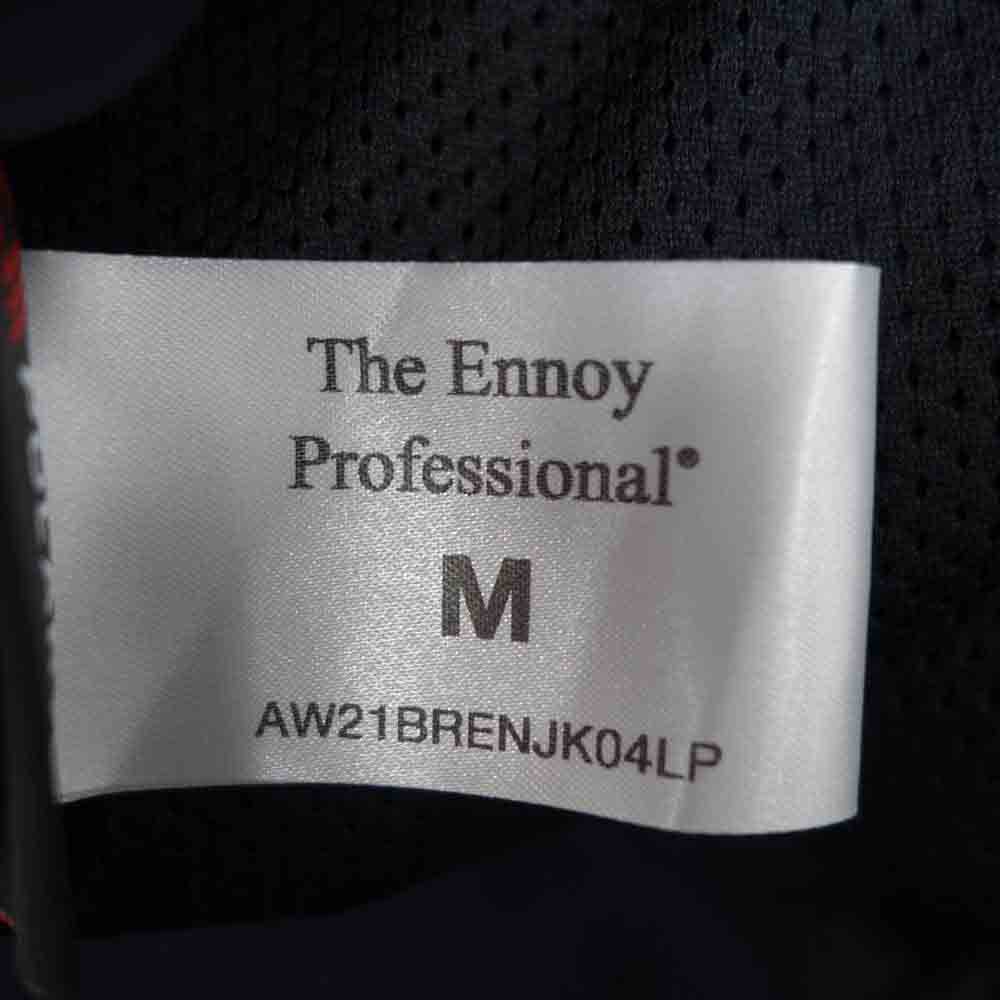 The Ennoy
Professional®
M
AW21BRENJK04LP